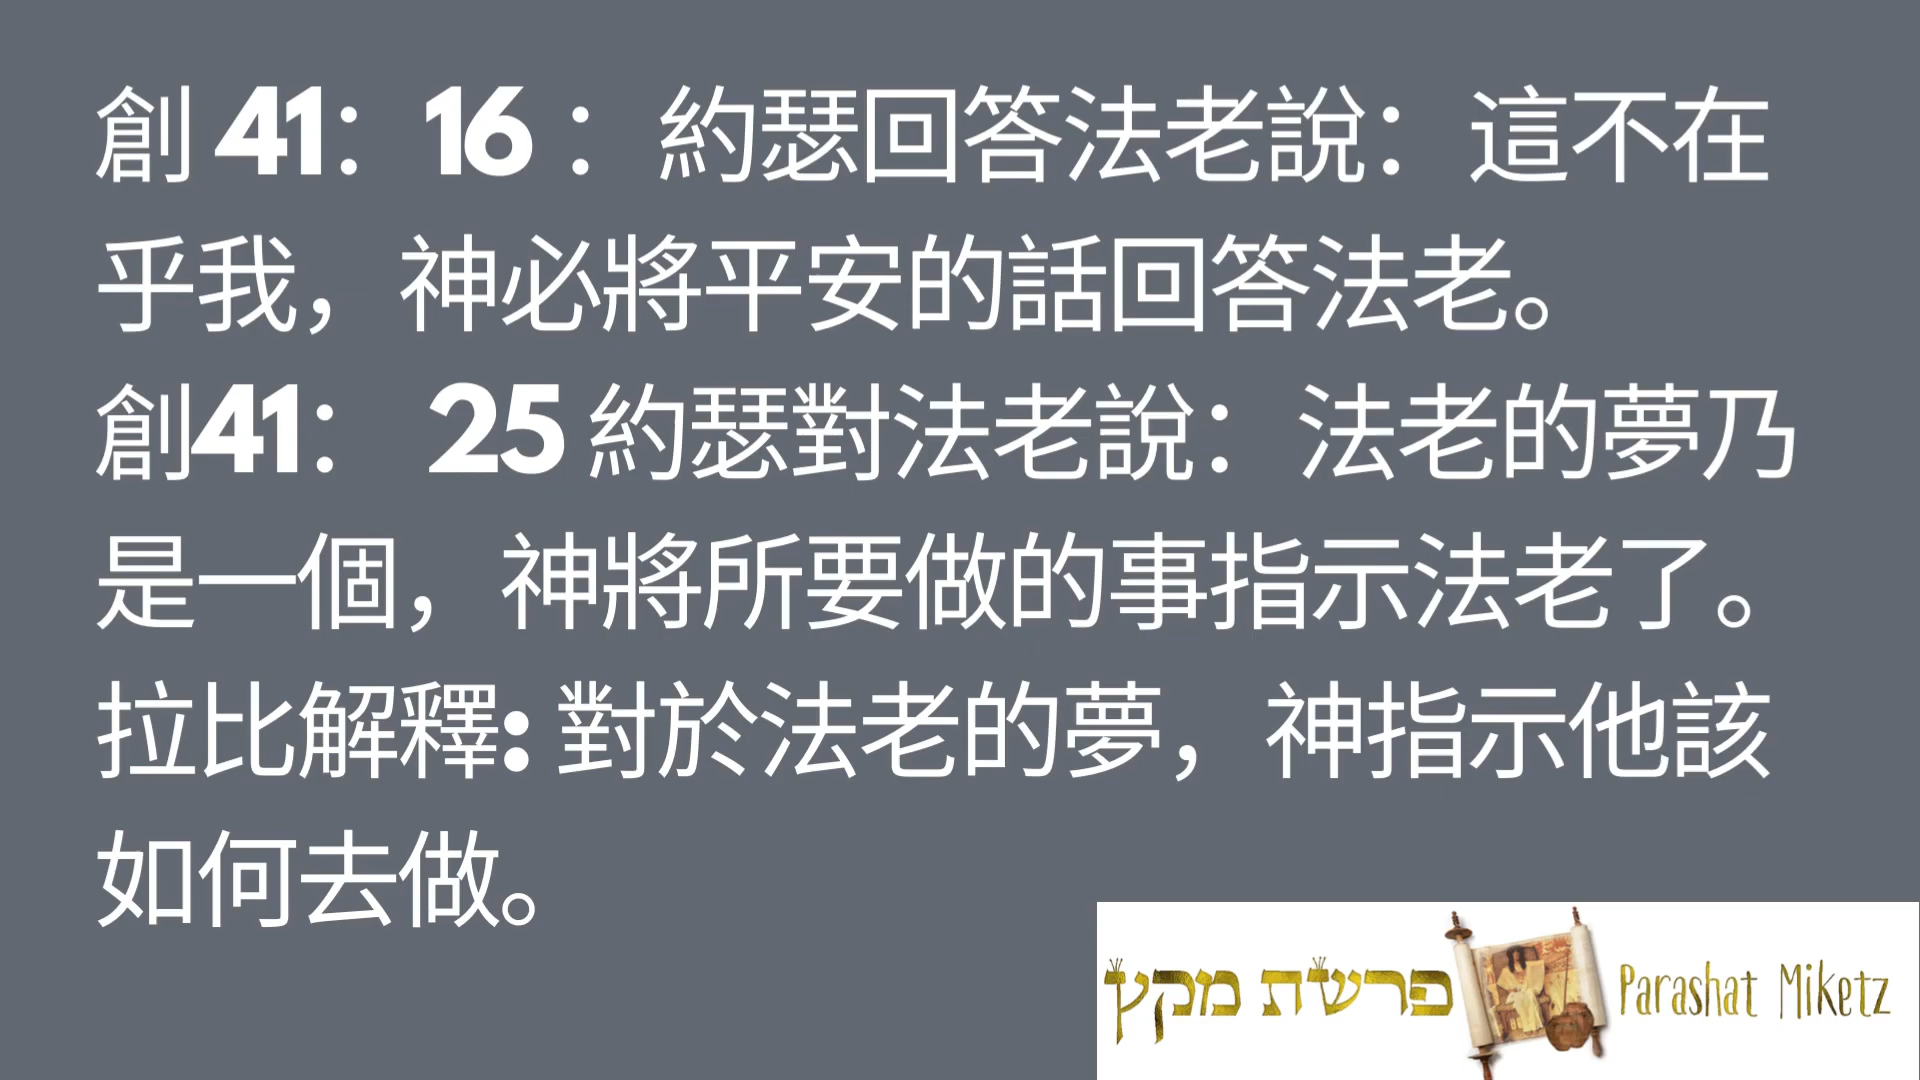 創 41：16 ：約瑟回答法老說：這不在
乎我，神必將平安的話回答法老。
創41： 25 約瑟對法老說：法老的夢乃
是一個，神將所要做的事指示法老了。
拉比解釋: 對於法老的夢，神指示他該
如何去做。
פרשת מקץ
Parashat Miketz